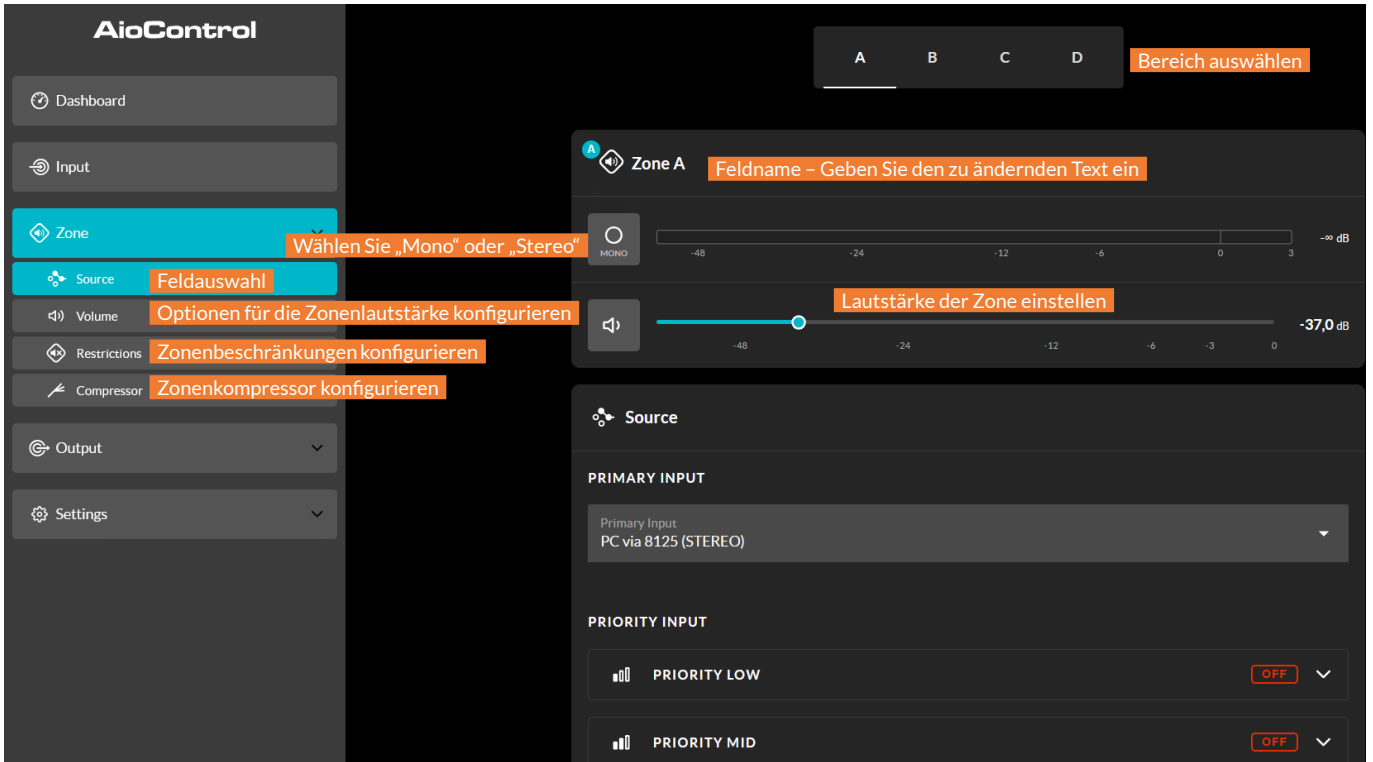 AioControl
Dashboard
Input
Zone
Source
Feldauswahl
Volume
Optionen für die Zonenlautstärke konfigurieren
Restrictions
Zonenbeschränkungen konfigurieren
Compressor
Zonenkompressor konfigurieren
Output
Settings
A B C D
Bereich auswählen
A
Zone A
Feldname – Geben Sie den zu ändernden Text ein
Wählen Sie „Mono“ oder „Stereo“
MONO
-48 -24 -12 -6 0 3
-∞ dB
Lautstärke der Zone einstellen
-37,0 dB
-48 -24 -12 -6 -3 0
Source
PRIMARY INPUT
Primary Input
PC via 8125 (STEREO)
PRIORITY INPUT
PRIORITY LOW OFF
PRIORITY MID OFF